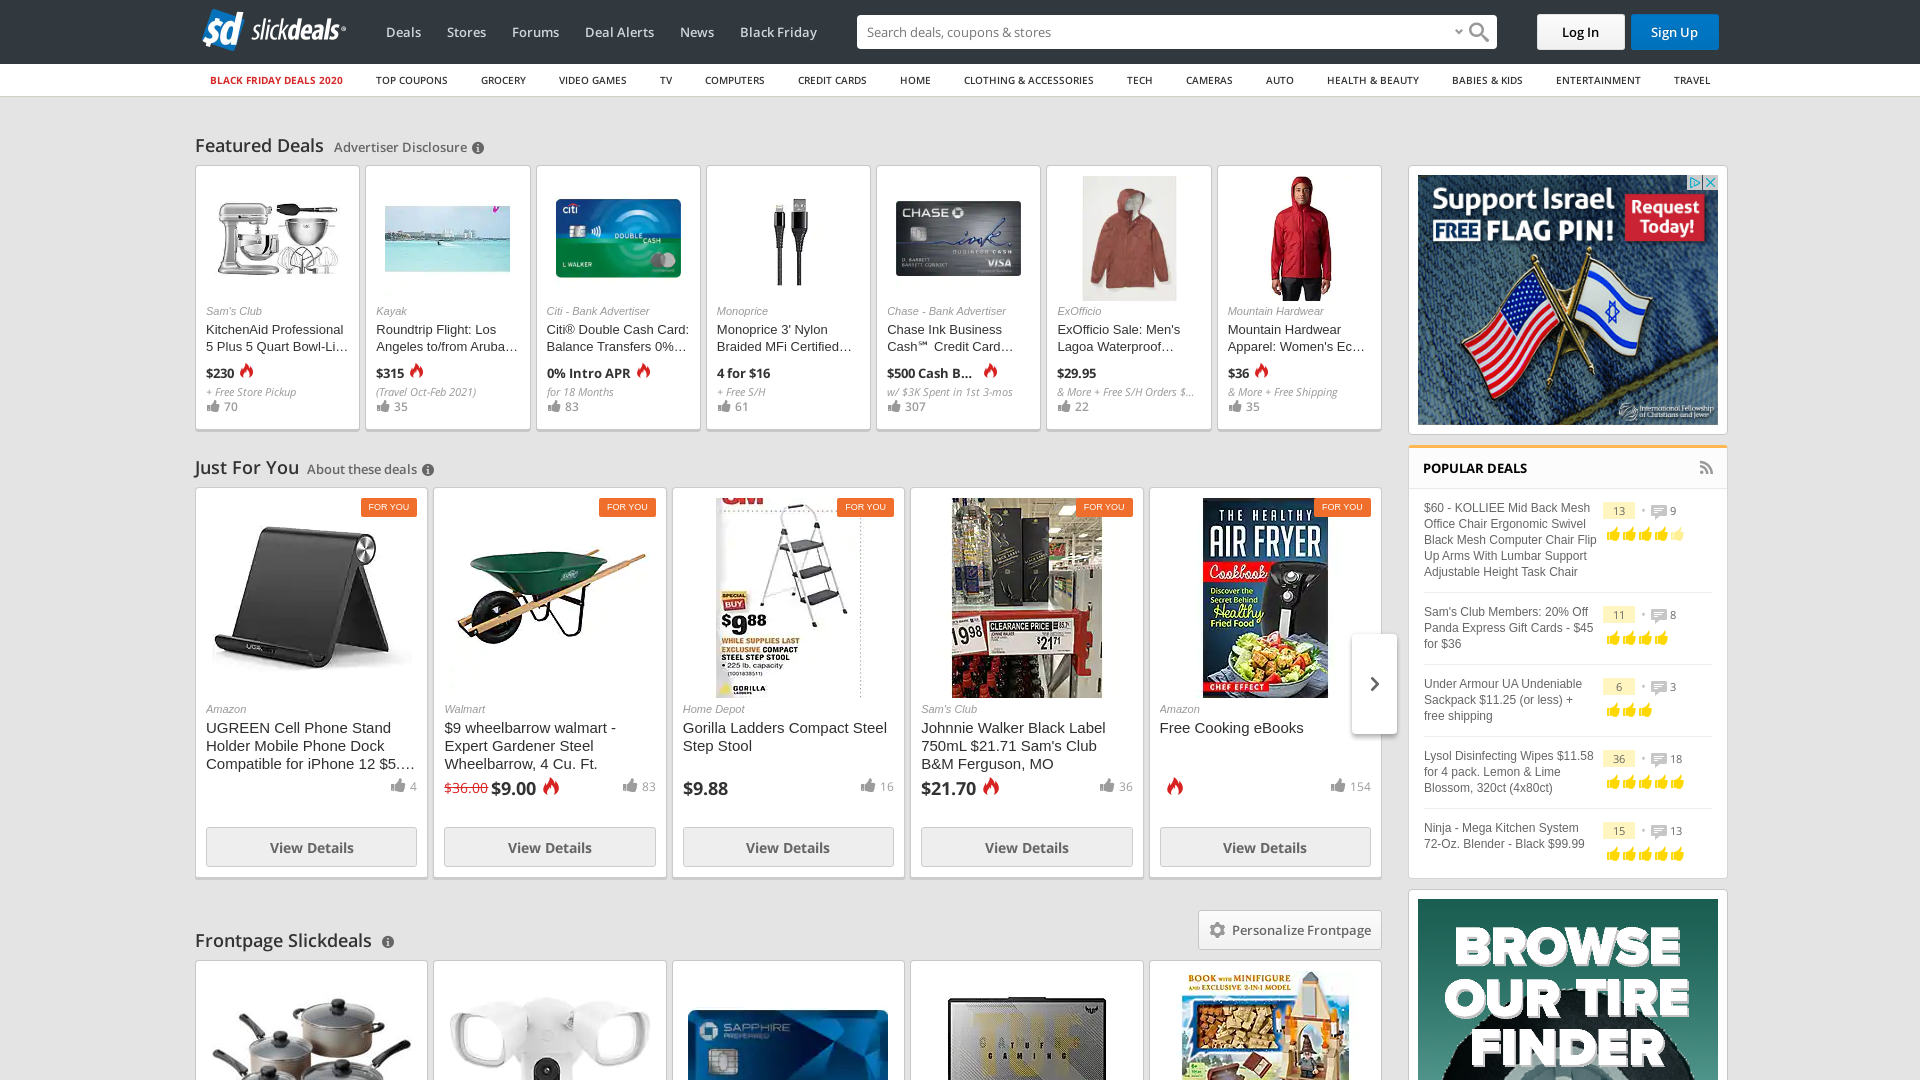 sd slickdeals
Deals Stores Forums Deal Alerts News Black Friday Search deals, coupons & stores Log In Sign Up
BLACK FRIDAY DEALS 2020 TOP COUPONS GROCERY VIDEO GAMES TV COMPUTERS CREDIT CARDS HOME CLOTHING & ACCESSORIES TECH CAMERAS AUTO HEALTH & BEAUTY BABIES & KIDS ENTERTAINMENT TRAVEL
Featured Deals Advertiser Disclosure
Sam's Club
KitchenAid Professional
5 Plus 5 Quart Bowl-Li…
$230
+ Free Store Pickup
70
Kayak
Roundtrip Flight: Los
Angeles to/from Aruba…
$315
(Travel Oct-Feb 2021)
35
citi
DOUBLE
CASH
L WALKER
Citi - Bank Advertiser
Citi® Double Cash Card:
Balance Transfers 0%…
0% Intro APR
for 18 Months
83
Monoprice
Monoprice 3' Nylon
Braided MFi Certified…
4 for $16
+ Free S/H
61
CHASE
ink
BUSINESS CASH
D. BARRETT
VISA
Chase - Bank Advertiser
Chase Ink Business
Cash℠ Credit Card…
$500 Cash B…
w/ $3K Spent in 1st 3-mos
307
ExOfficio
ExOfficio Sale: Men's
Lagoa Waterproof…
$29.95
& More + Free S/H Orders $…
22
Mountain Hardwear
Mountain Hardwear
Apparel: Women's Ec…
$36
& More + Free Shipping
35
Support Israel
FREE FLAG PIN!
Request
Today!
International Fellowship
of Christians and Jews
Just For You About these deals
FOR YOU
UGREEN
Amazon
UGREEN Cell Phone Stand
Holder Mobile Phone Dock
Compatible for iPhone 12 $5.…
4
View Details
FOR YOU
Walmart
$9 wheelbarrow walmart -
Expert Gardener Steel
Wheelbarrow, 4 Cu. Ft.
$36.00 $9.00 83
View Details
FOR YOU
SPECIAL
BUY
$9.88
WHILE SUPPLIES LAST
EXCLUSIVE COMPACT
STEEL STEP STOOL
• 225 lb. capacity
(1001838511)
GORILLA
LADDERS
Home Depot
Gorilla Ladders Compact Steel
Step Stool
$9.88 16
View Details
FOR YOU
19.98
CLEARANCE PRICE
$21.71
Sam's Club
Johnnie Walker Black Label
750mL $21.71 Sam's Club
B&M Ferguson, MO
$21.70 36
View Details
FOR YOU
THE HEALTHY
AIR FRYER
Cookbook
Discover the
Secret Behind
Healthy
Fried Food
CHEF EFFECT
Amazon
Free Cooking eBooks
154
View Details
POPULAR DEALS
$60 - KOLLIEE Mid Back Mesh
Office Chair Ergonomic Swivel
Black Mesh Computer Chair Flip
Up Arms With Lumbar Support
Adjustable Height Task Chair
13 • 9
Sam's Club Members: 20% Off
Panda Express Gift Cards - $45
for $36
11 • 8
Under Armour UA Undeniable
Sackpack $11.25 (or less) +
free shipping
6 • 3
Lysol Disinfecting Wipes $11.58
for 4 pack. Lemon & Lime
Blossom, 320ct (4x80ct)
36 • 18
Ninja - Mega Kitchen System
72-Oz. Blender - Black $99.99
15 • 13
Frontpage Slickdeals
Personalize Frontpage
SAPPHIRE
PREFERRED
TUF
GAMING
BOOK WITH MINIFIGURE
AND EXCLUSIVE 2-IN-1 MODEL
BROWSE
OUR TIRE
FINDER